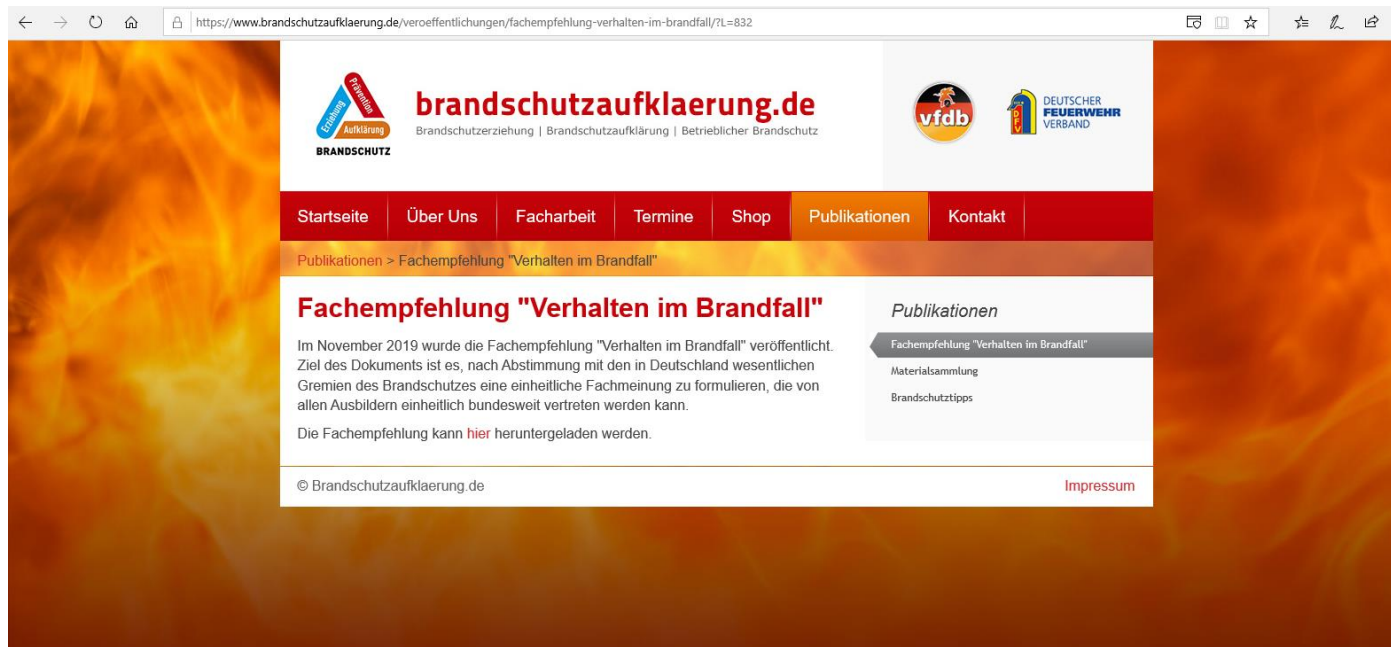 https://www.brandschutzaufklaerung.de/veroeffentlichungen/fachempfehlung-verhalten-im-brandfall/?L=832
Prävention
Erziehung
Aufklärung
BRANDSCHUTZ
brandschutzaufklaerung.de
Brandschutzerziehung | Brandschutzaufklärung | Betrieblicher Brandschutz
vfdb
DFV
DEUTSCHER
FEUERWEHR
VERBAND
Startseite Über Uns Facharbeit Termine Shop Publikationen Kontakt
Publikationen > Fachempfehlung "Verhalten im Brandfall"
Fachempfehlung "Verhalten im Brandfall"
Im November 2019 wurde die Fachempfehlung "Verhalten im Brandfall" veröffentlicht.
Ziel des Dokuments ist es, nach Abstimmung mit den in Deutschland wesentlichen
Gremien des Brandschutzes eine einheitliche Fachmeinung zu formulieren, die von
allen Ausbildern einheitlich bundesweit vertreten werden kann.
Die Fachempfehlung kann hier heruntergeladen werden.
Publikationen
Fachempfehlung "Verhalten im Brandfall"
Materialsammlung
Brandschutztipps
© Brandschutzaufklaerung.de
Impressum